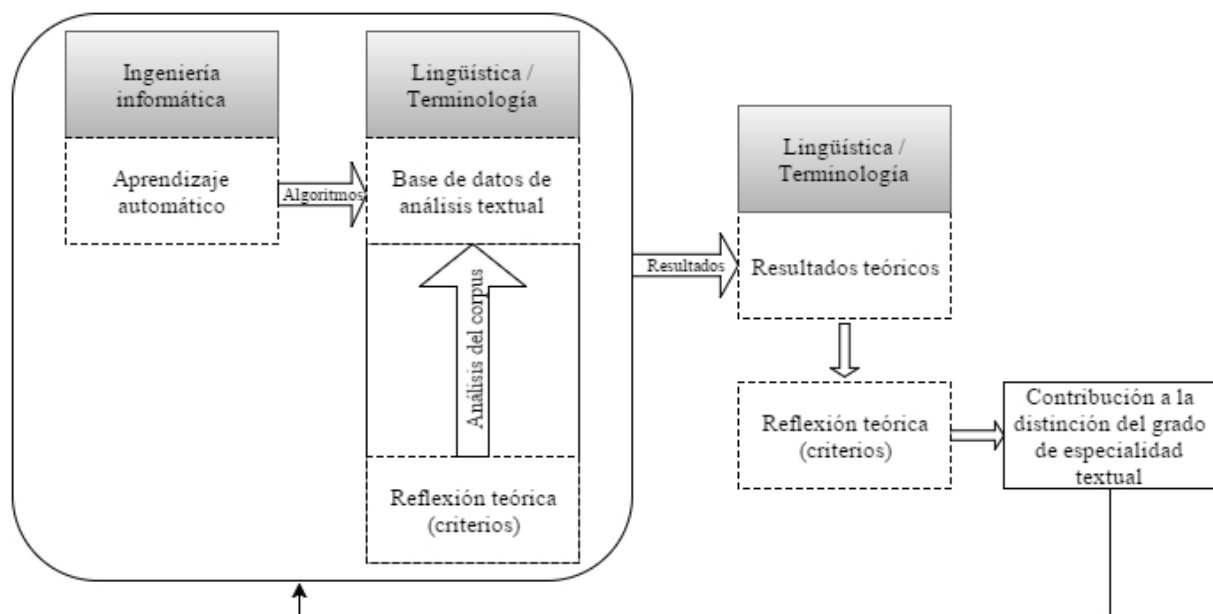 Ingeniería
informática
Aprendizaje
automático
Algoritmos
Lingüística /
Terminología
Base de datos de
análisis textual
Análisis del corpus
Reflexión teórica
(criterios)
Resultados
Lingüística /
Terminología
Resultados teóricos
Reflexión teórica
(criterios)
Contribución a la
distinción del grado
de especialidad
textual